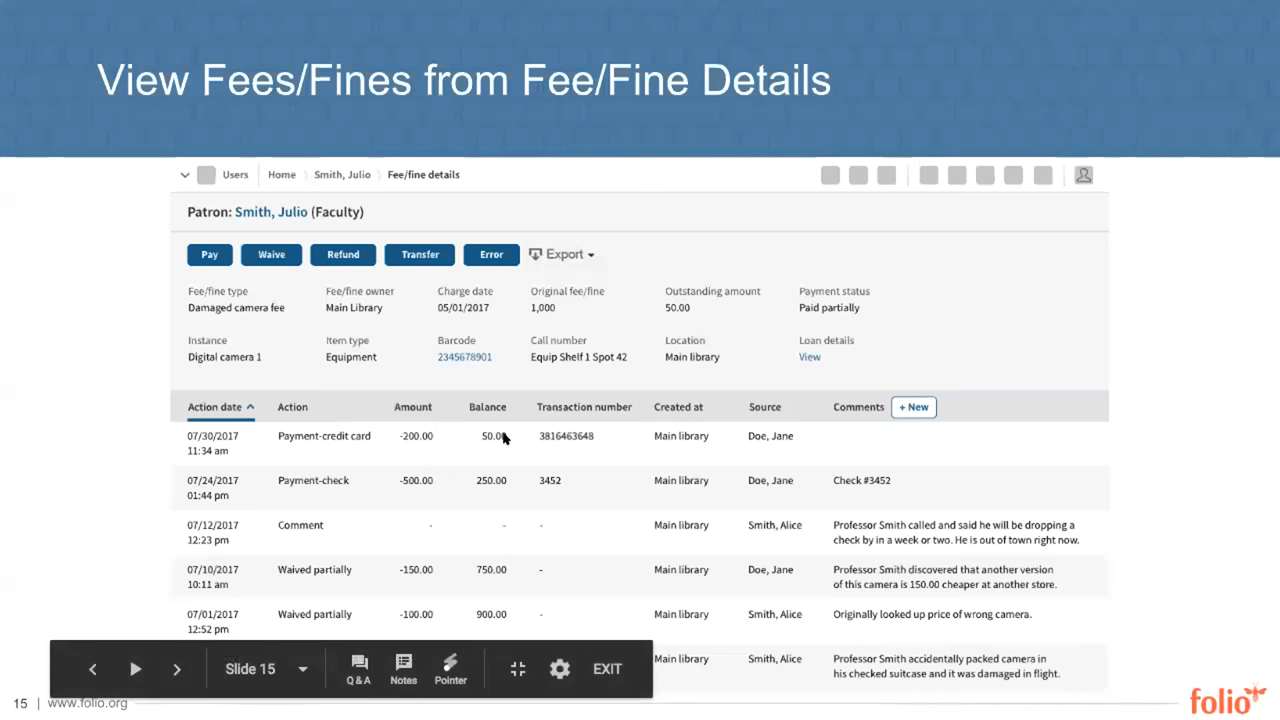 View Fees/Fines from Fee/Fine Details
Users Home Smith, Julio Fee/fine details
Patron: Smith, Julio (Faculty)
Pay Waive Refund Transfer Error Export
Fee/fine type Fee/fine owner Charge date Original fee/fine Outstanding amount Payment status
Damaged camera fee Main Library 05/01/2017 1,000 50.00 Paid partially
Instance Item type Barcode Call number Location Loan details
Digital camera 1 Equipment 2345678901 Equip Shelf 1 Spot 42 Main library View
Action date Action Amount Balance Transaction number Created at Source Comments + New
07/30/2017 Payment-credit card -200.00 50.00 3816463648 Main library Doe, Jane
11:34 am
07/24/2017 Payment-check -500.00 250.00 3452 Main library Doe, Jane Check #3452
01:44 pm
07/12/2017 Comment - - - Main library Smith, Alice Professor Smith called and said he will be dropping a
12:23 pm check by in a week or two. He is out of town right now.
07/10/2017 Waived partially -150.00 750.00 - Main library Doe, Jane Professor Smith discovered that another version
10:11 am of this camera is 150.00 cheaper at another store.
07/01/2017 Waived partially -100.00 900.00 - Main library Smith, Alice Originally looked up price of wrong camera.
12:52 pm
Main library Smith, Alice Professor Smith accidentally packed camera in
his checked suitcase and it was damaged in flight.
Slide 15 Q & A Notes Pointer EXIT
15 | www.folio.org
folio